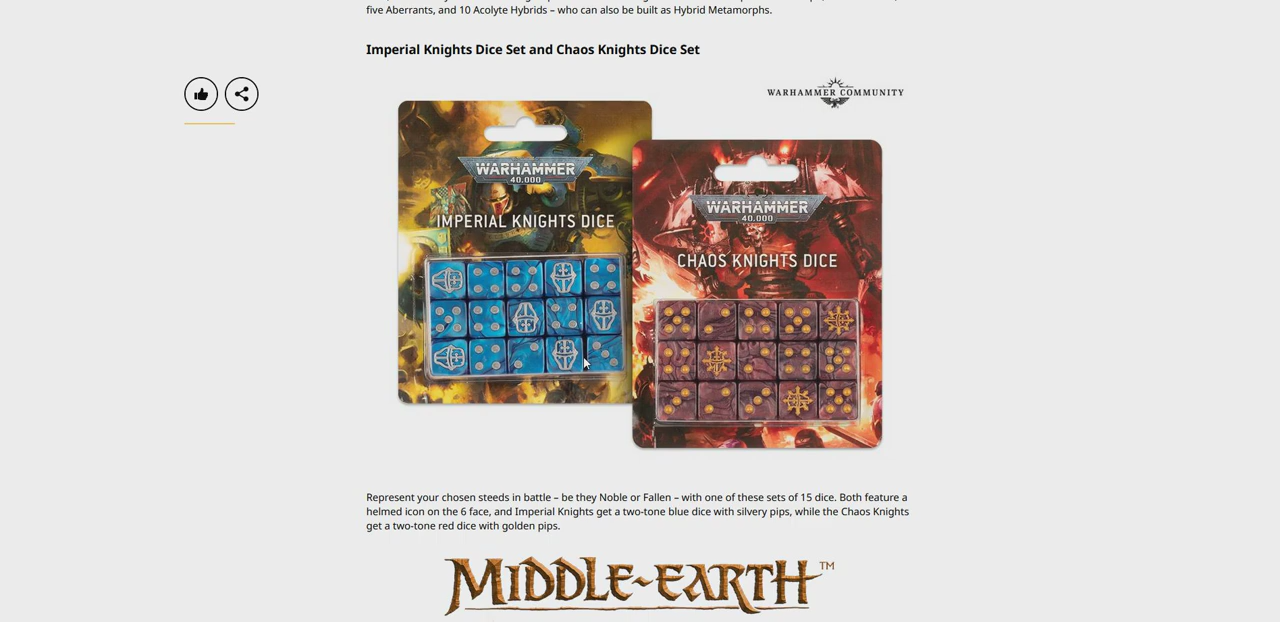 five Aberrants, and 10 Acolyte Hybrids – who can also be built as Hybrid Metamorphs.
Imperial Knights Dice Set and Chaos Knights Dice Set
WARHAMMER COMMUNITY
WARHAMMER
40,000
IMPERIAL KNIGHTS DICE
WARHAMMER
40,000
CHAOS KNIGHTS DICE
Represent your chosen steeds in battle – be they Noble or Fallen – with one of these sets of 15 dice. Both feature a
helmed icon on the 6 face, and Imperial Knights get a two-tone blue dice with silvery pips, while the Chaos Knights
get a two-tone red dice with golden pips.
MIDDLE-EARTH™